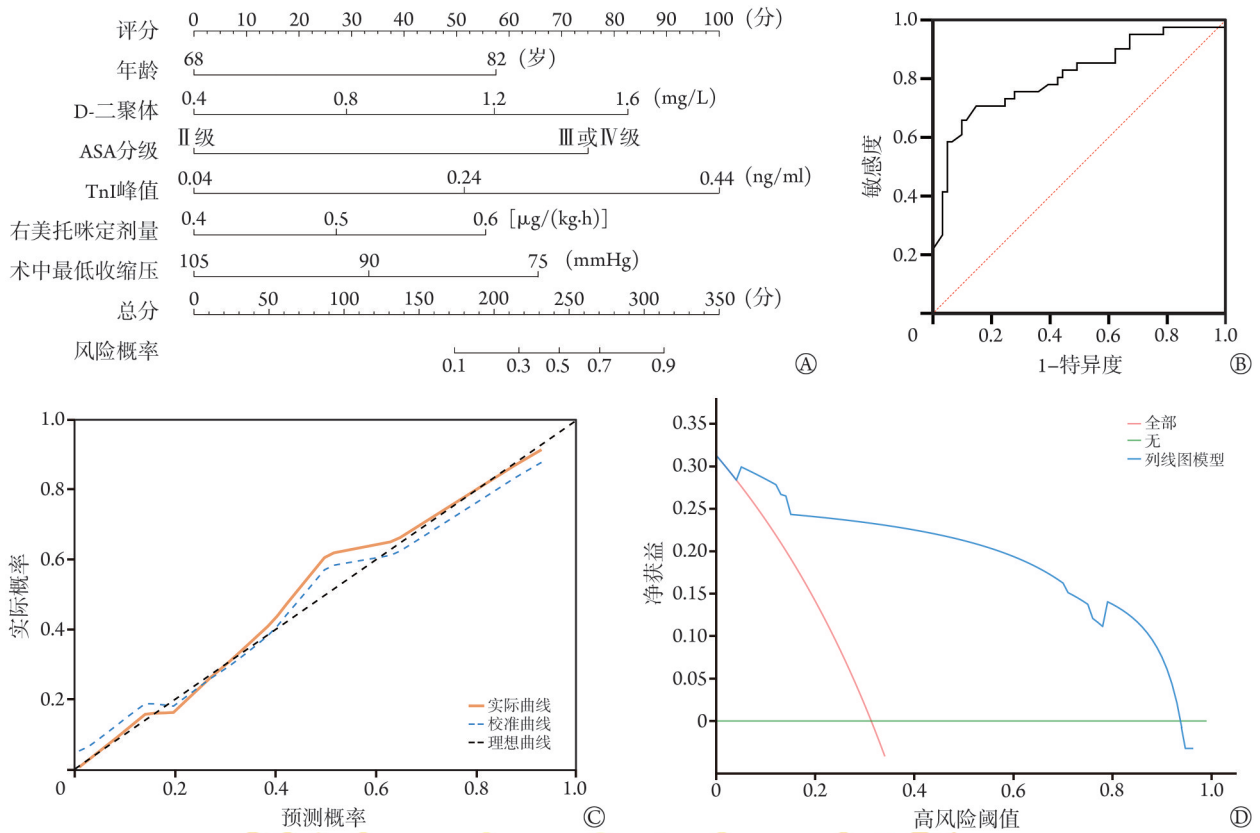 评分 0 10 20 30 40 50 60 70 80 90 100 (分)
年龄 68 82 (岁)
D-二聚体 0.4 0.8 1.2 1.6 (mg/L)
ASA分级 Ⅱ级 Ⅲ或Ⅳ级
TnI峰值 0.04 0.24 0.44 (ng/ml)
右美托咪定剂量 0.4 0.5 0.6 [μg/(kg·h)]
术中最低收缩压 105 90 75 (mmHg)
总分 0 50 100 150 200 250 300 350 (分)
风险概率 0.1 0.3 0.5 0.7 0.9
Ⓐ
1.0
0.8
0.6
0.4
0.2
敏感度
0 0.2 0.4 0.6 0.8 1.0
1-特异度
Ⓑ
1.0
0.8
0.6
0.4
0.2
实际概率
实际曲线
校准曲线
理想曲线
0 0.2 0.4 0.6 0.8 1.0
预测概率
Ⓒ
0.35
0.30
0.25
0.20
0.15
0.10
0.05
0
净获益
全部
无
列线图模型
0 0.2 0.4 0.6 0.8 1.0
高风险阈值
Ⓓ